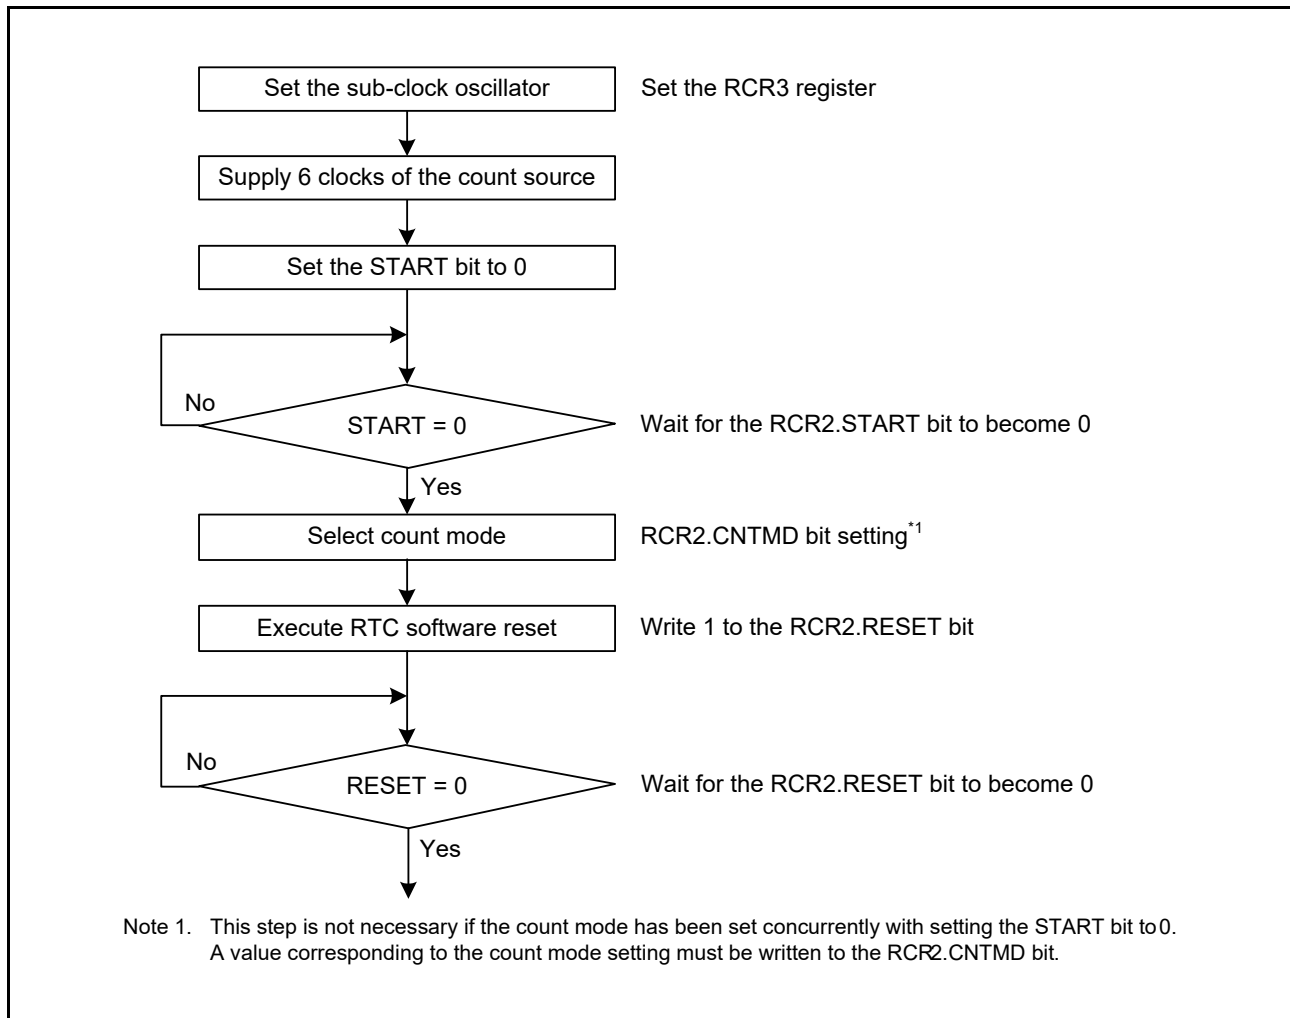 Set the sub-clock oscillator
Set the RCR3 register
Supply 6 clocks of the count source
Set the START bit to 0
No
START = 0
Wait for the RCR2.START bit to become 0
Yes
Select count mode
RCR2.CNTMD bit setting*1
Execute RTC software reset
Write 1 to the RCR2.RESET bit
No
RESET = 0
Wait for the RCR2.RESET bit to become 0
Yes
Note 1. This step is not necessary if the count mode has been set concurrently with setting the START bit to 0.
A value corresponding to the count mode setting must be written to the RCR2.CNTMD bit.